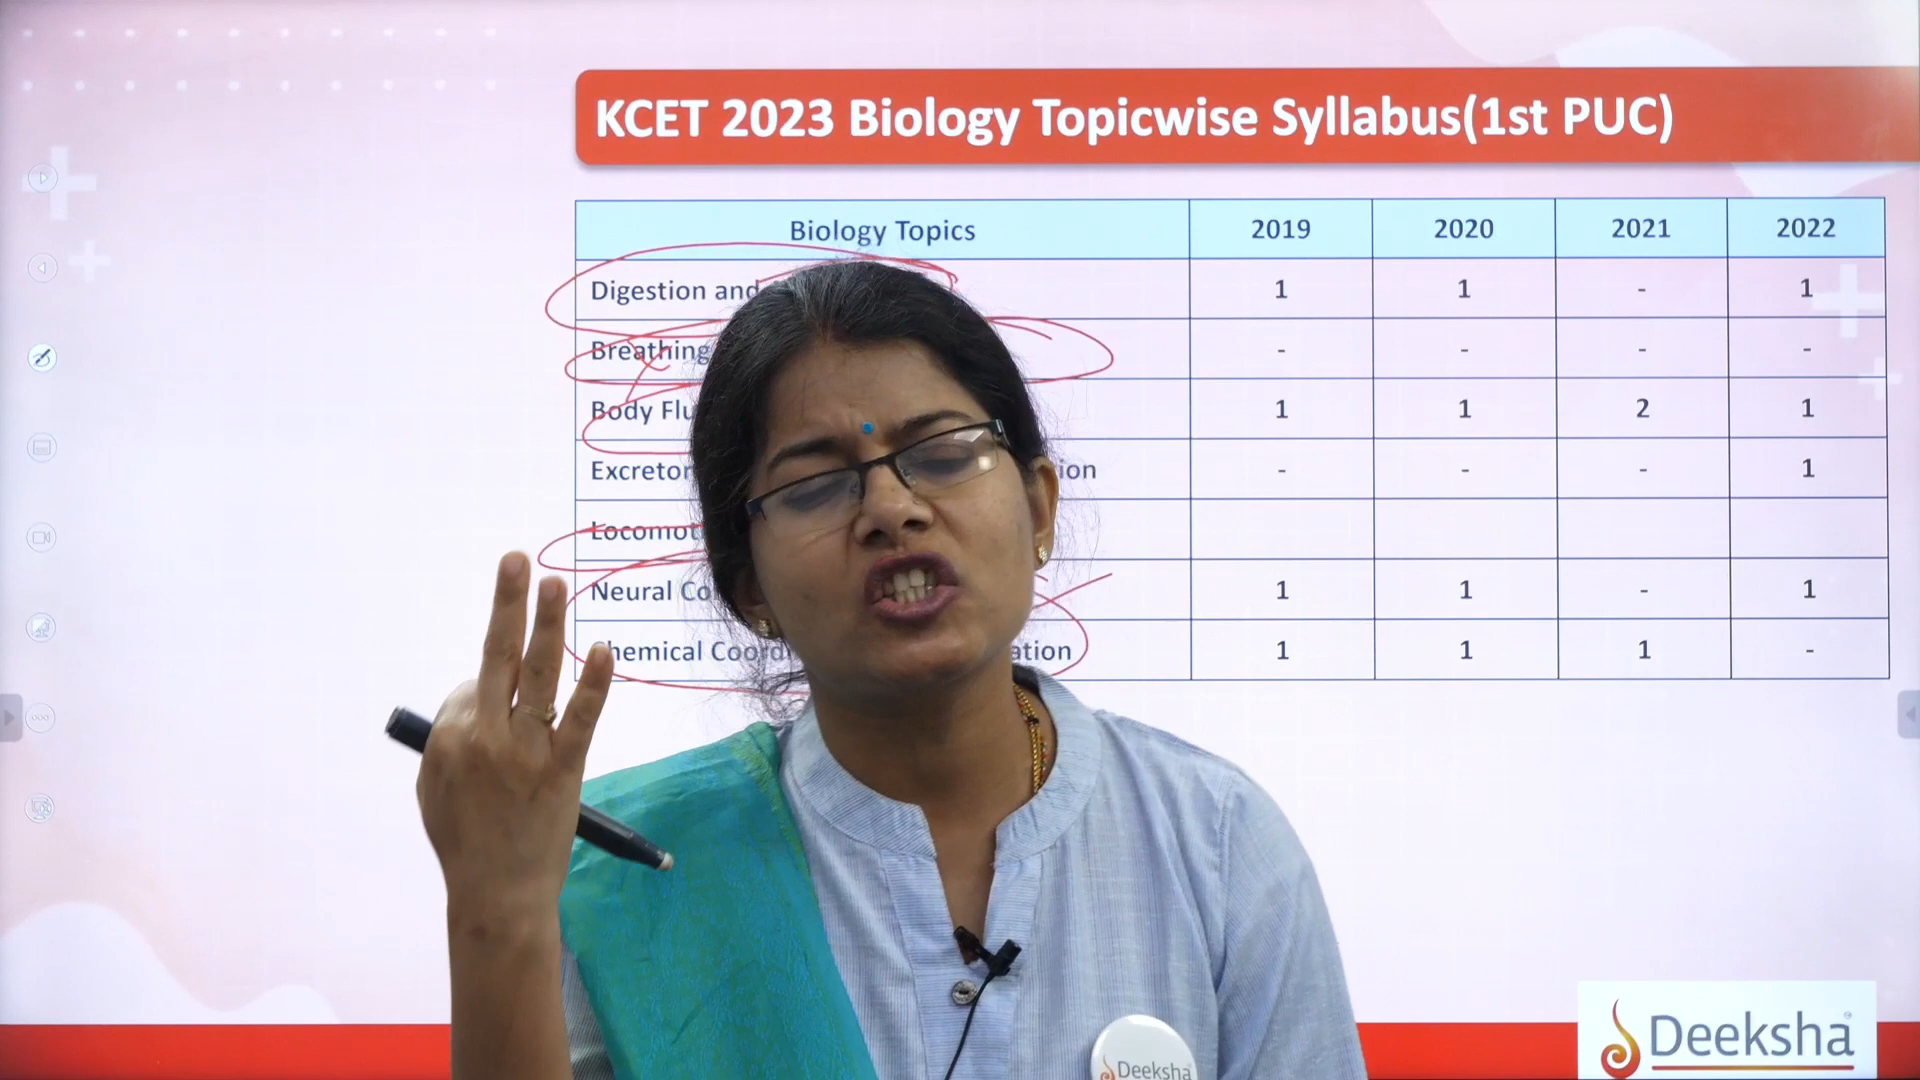 KCET 2023 Biology Topicwise Syllabus(1st PUC)
Biology Topics 2019 2020 2021 2022
Digestion and 1 1 - 1
Breathing - - - -
Body Flu 1 1 2 1
Excretor ion - - - 1
Locomot
Neural Co 1 1 - 1
Chemical Coord ation 1 1 1 -
Deeksha
Deeksha